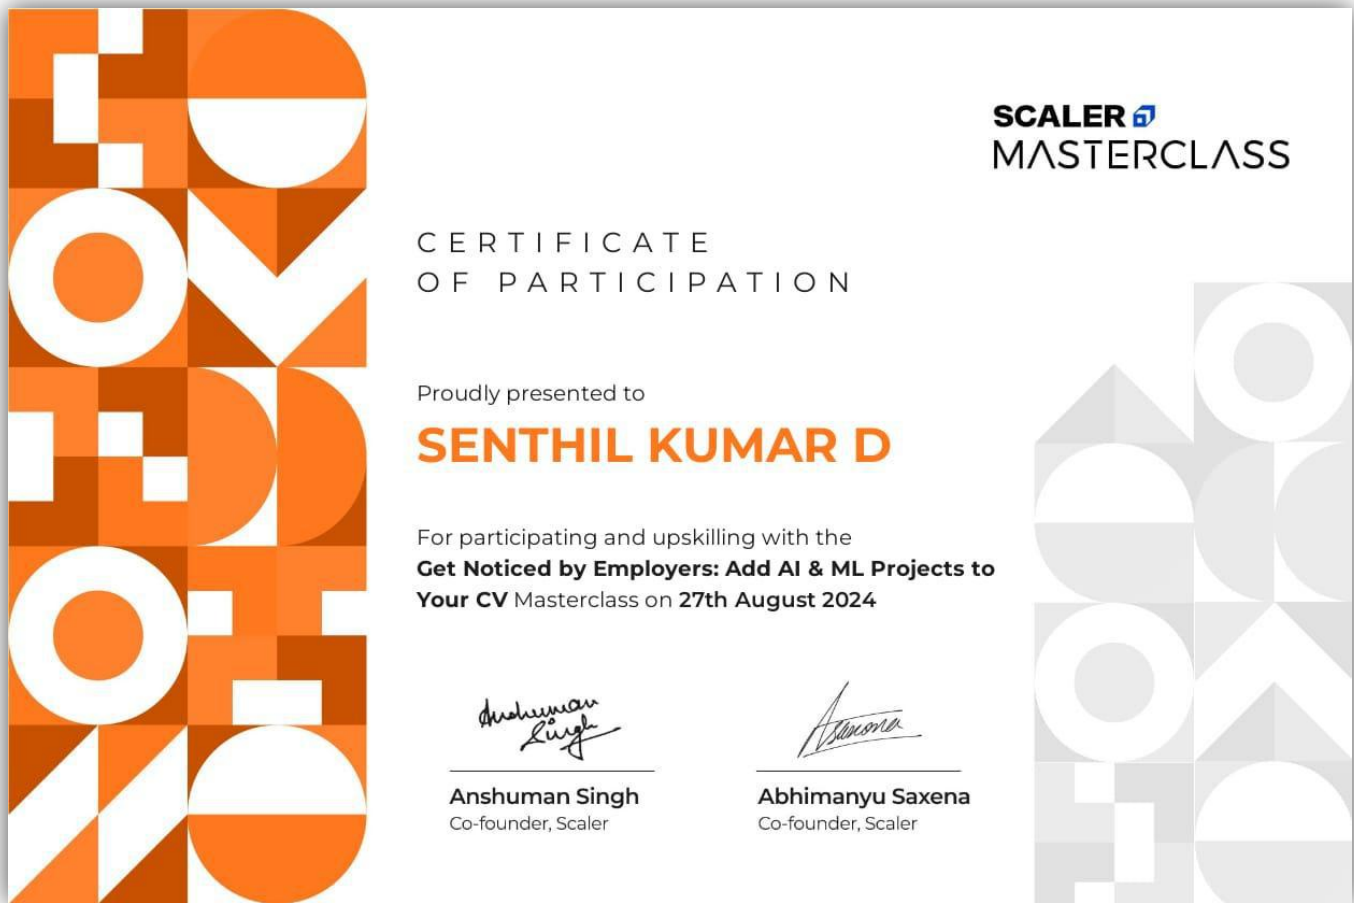 SCALER
MASTERCLASS
CERTIFICATE
OF PARTICIPATION
Proudly presented to
SENTHIL KUMAR D
For participating and upskilling with the
Get Noticed by Employers: Add AI & ML Projects to
Your CV Masterclass on 27th August 2024
Anshuman
Singh
Asaxena
Anshuman Singh
Co-founder, Scaler
Abhimanyu Saxena
Co-founder, Scaler